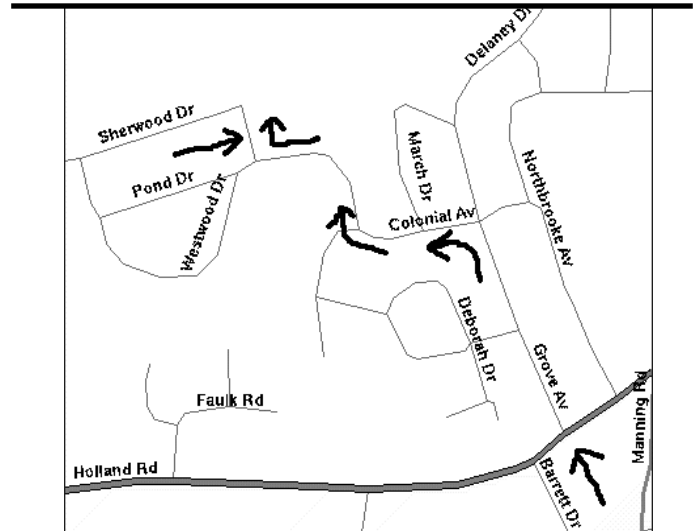 Delaney Dr
Sherwood Dr
March Dr
Pond Dr
Northbrooke Av
Westwood Dr
Colonial Av
Deborah Dr
Grove Av
Manning Rd
Faulk Rd
Holland Rd
Barrett Dr